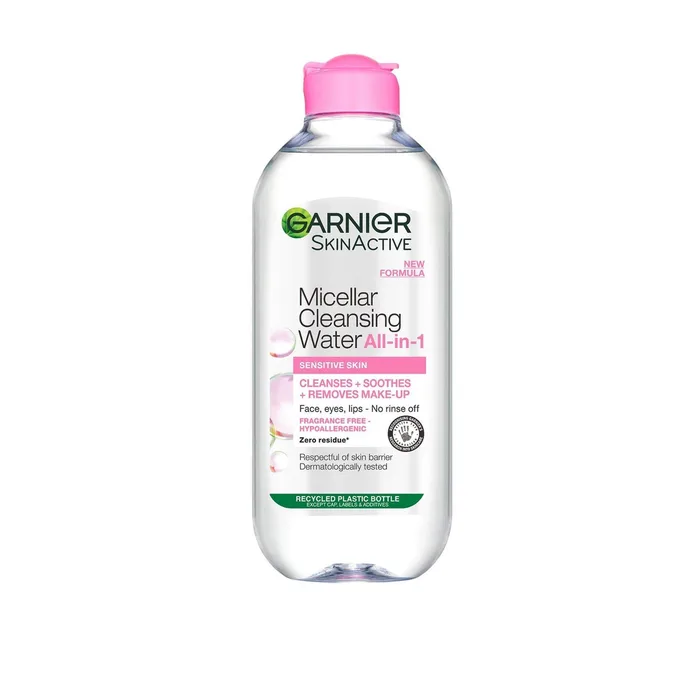 GARNIER
SKINACTIVE
NEW
FORMULA
Micellar
Cleansing
Water All-in-1
SENSITIVE SKIN
CLEANSES + SOOTHES
+ REMOVES MAKE-UP
Face, eyes, lips - No rinse off
FRAGRANCE FREE -
HYPOALLERGENIC
Zero residue*
Respectful of skin barrier
Dermatologically tested
RECYCLED PLASTIC BOTTLE
EXCEPT CAP, LABELS & ADDITIVES